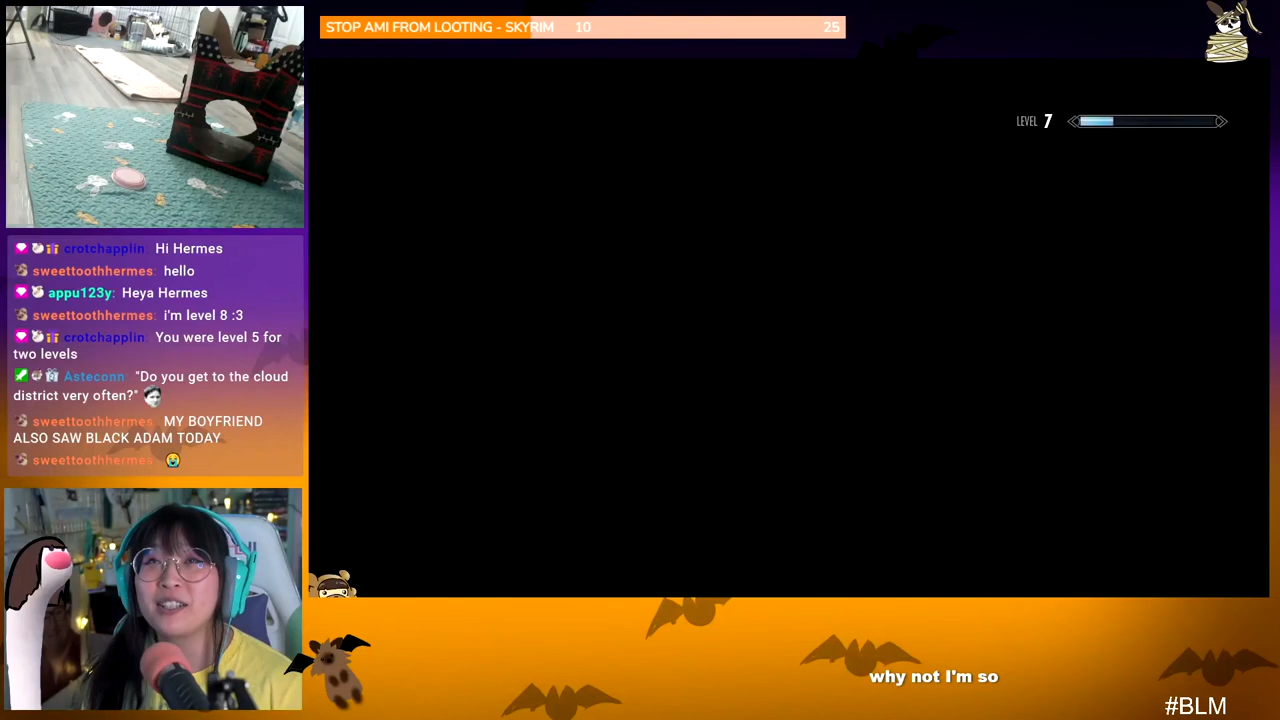 STOP AMI FROM LOOTING - SKYRIM 10 25
LEVEL 7
crotchapplin: Hi Hermes
sweettoothhermes: hello
appu123y: Heya Hermes
sweettoothhermes: i'm level 8 :3
crotchapplin: You were level 5 for
two levels
Asteconn: "Do you get to the cloud
district very often?"
sweettoothhermes: MY BOYFRIEND
ALSO SAW BLACK ADAM TODAY
sweettoothhermes:
why not I'm so
#BLM